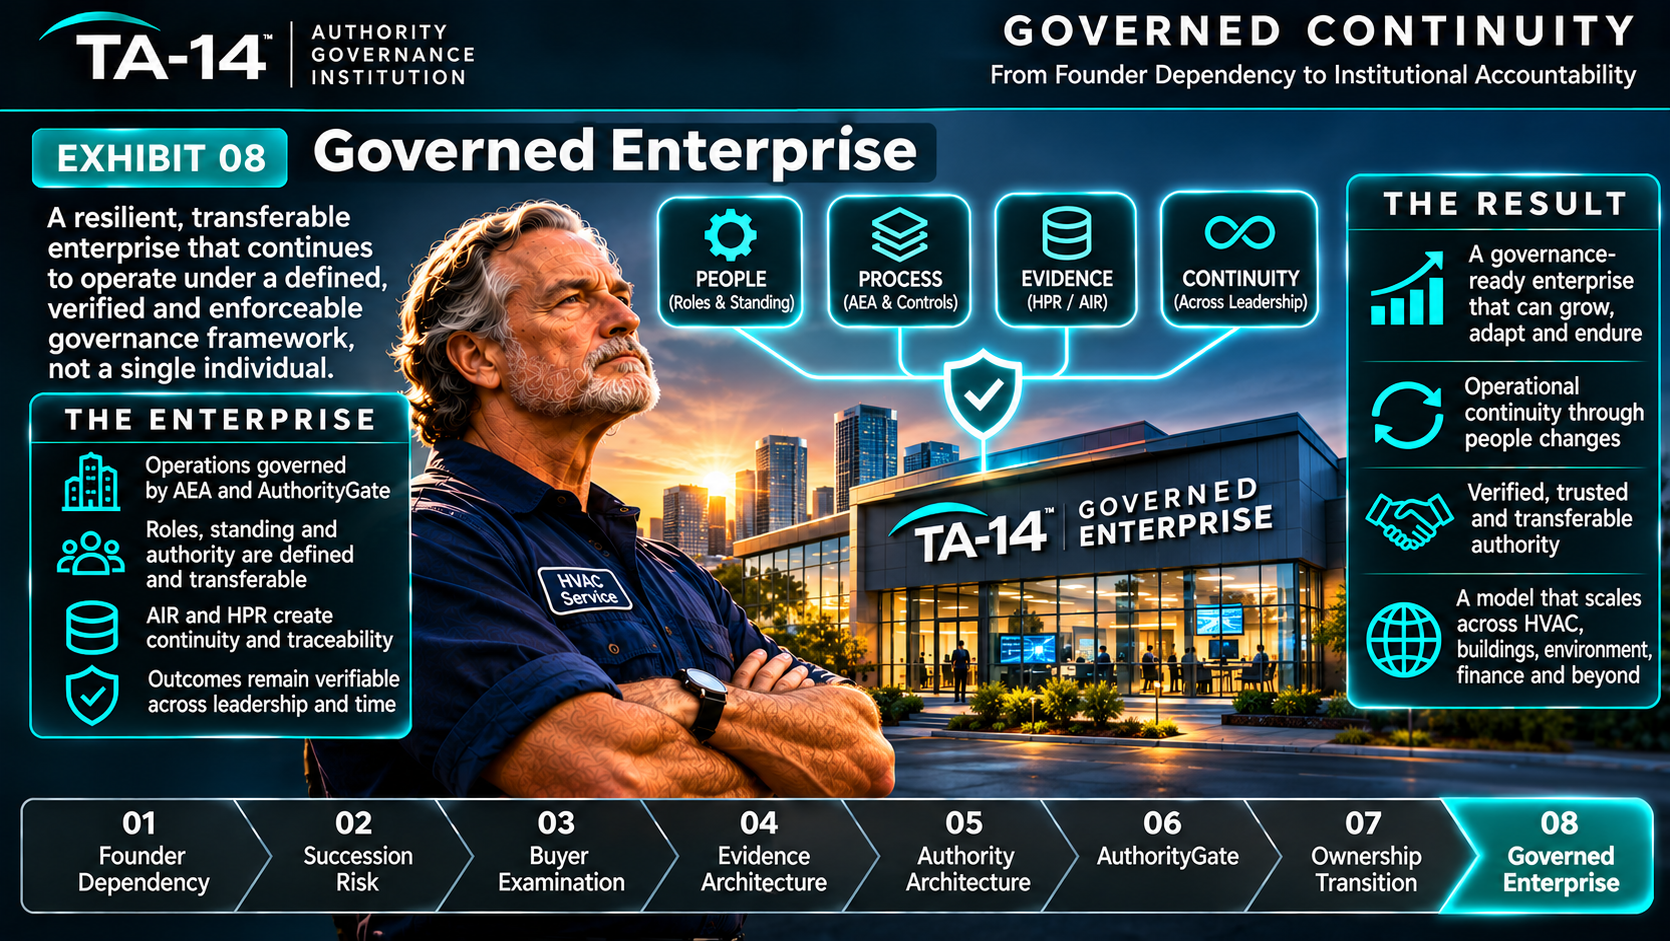 TA-14™
AUTHORITY
GOVERNANCE
INSTITUTION
GOVERNED CONTINUITY
From Founder Dependency to Institutional Accountability
EXHIBIT 08
Governed Enterprise
A resilient, transferable
enterprise that continues
to operate under a defined,
verified and enforceable
governance framework,
not a single individual.
THE ENTERPRISE
Operations governed
by AEA and AuthorityGate
Roles, standing and
authority are defined
and transferable
AIR and HPR create
continuity and traceability
Outcomes remain verifiable
across leadership and time
PEOPLE
(Roles & Standing)
PROCESS
(AEA & Controls)
EVIDENCE
(HPR / AIR)
CONTINUITY
(Across Leadership)
HVAC
Service
TA-14™
GOVERNED
ENTERPRISE
THE RESULT
A governance-
ready enterprise
that can grow,
adapt and endure
Operational
continuity through
people changes
Verified, trusted
and transferable
authority
A model that scales
across HVAC,
buildings, environment,
finance and beyond
01
Founder
Dependency
02
Succession
Risk
03
Buyer
Examination
04
Evidence
Architecture
05
Authority
Architecture
06
AuthorityGate
07
Ownership
Transition
08
Governed
Enterprise